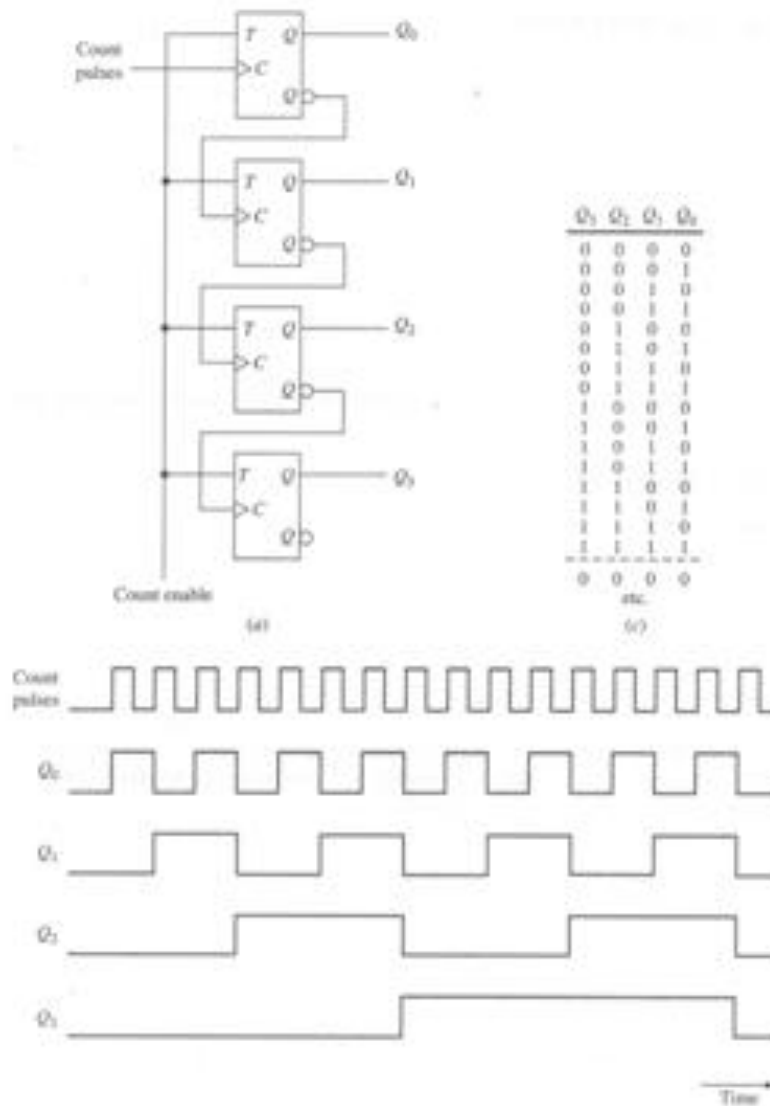 T Q Q₀
Count
pulses
C
Q
T Q Q₁
C
Q
T Q Q₂
C
Q
T Q Q₃
C
Q
Count enable
(a)
Q₃ Q₂ Q₁ Q₀
0 0 0 0
0 0 0 1
0 0 1 0
0 0 1 1
0 1 0 0
0 1 0 1
0 1 1 0
0 1 1 1
1 0 0 0
1 0 0 1
1 0 1 0
1 0 1 1
1 1 0 0
1 1 0 1
1 1 1 0
1 1 1 1
0 0 0 0
etc.
(c)
Count
pulses
Q₀
Q₁
Q₂
Q₃
Time